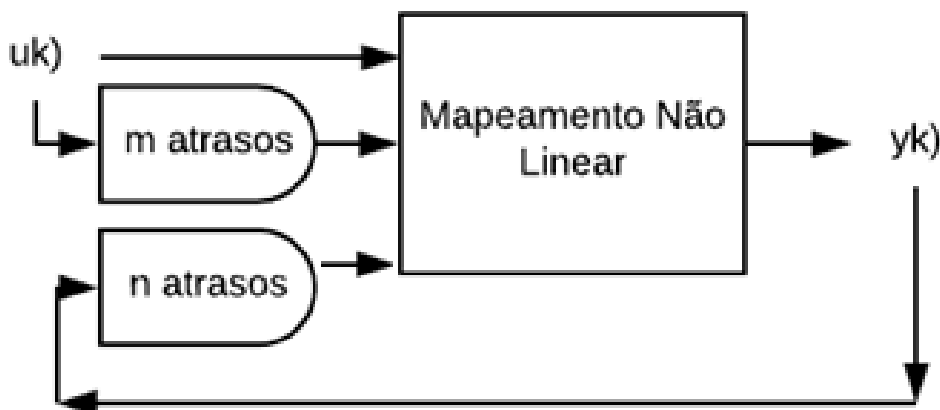 uk)
m atrasos
n atrasos
Mapeamento Não
Linear
yk)